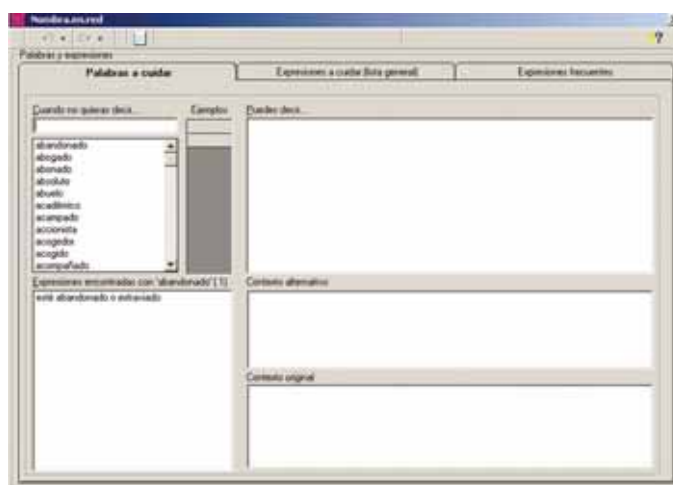 Nombra.en.red
Palabras y expresiones
Palabras a cuidar
Expresiones a cuidar (lista general)
Expresiones frecuentes
Cuando no quieras decir...
Ejemplos
Puedes decir...
abandonado
abogado
abonado
absoluto
abuelo
académico
acampado
accionista
acogedor
acogido
acompañado
Expresiones encontradas con 'abandonado' ( 1)
esté abandonado o extraviado
Contexto alternativo
Contexto original
?